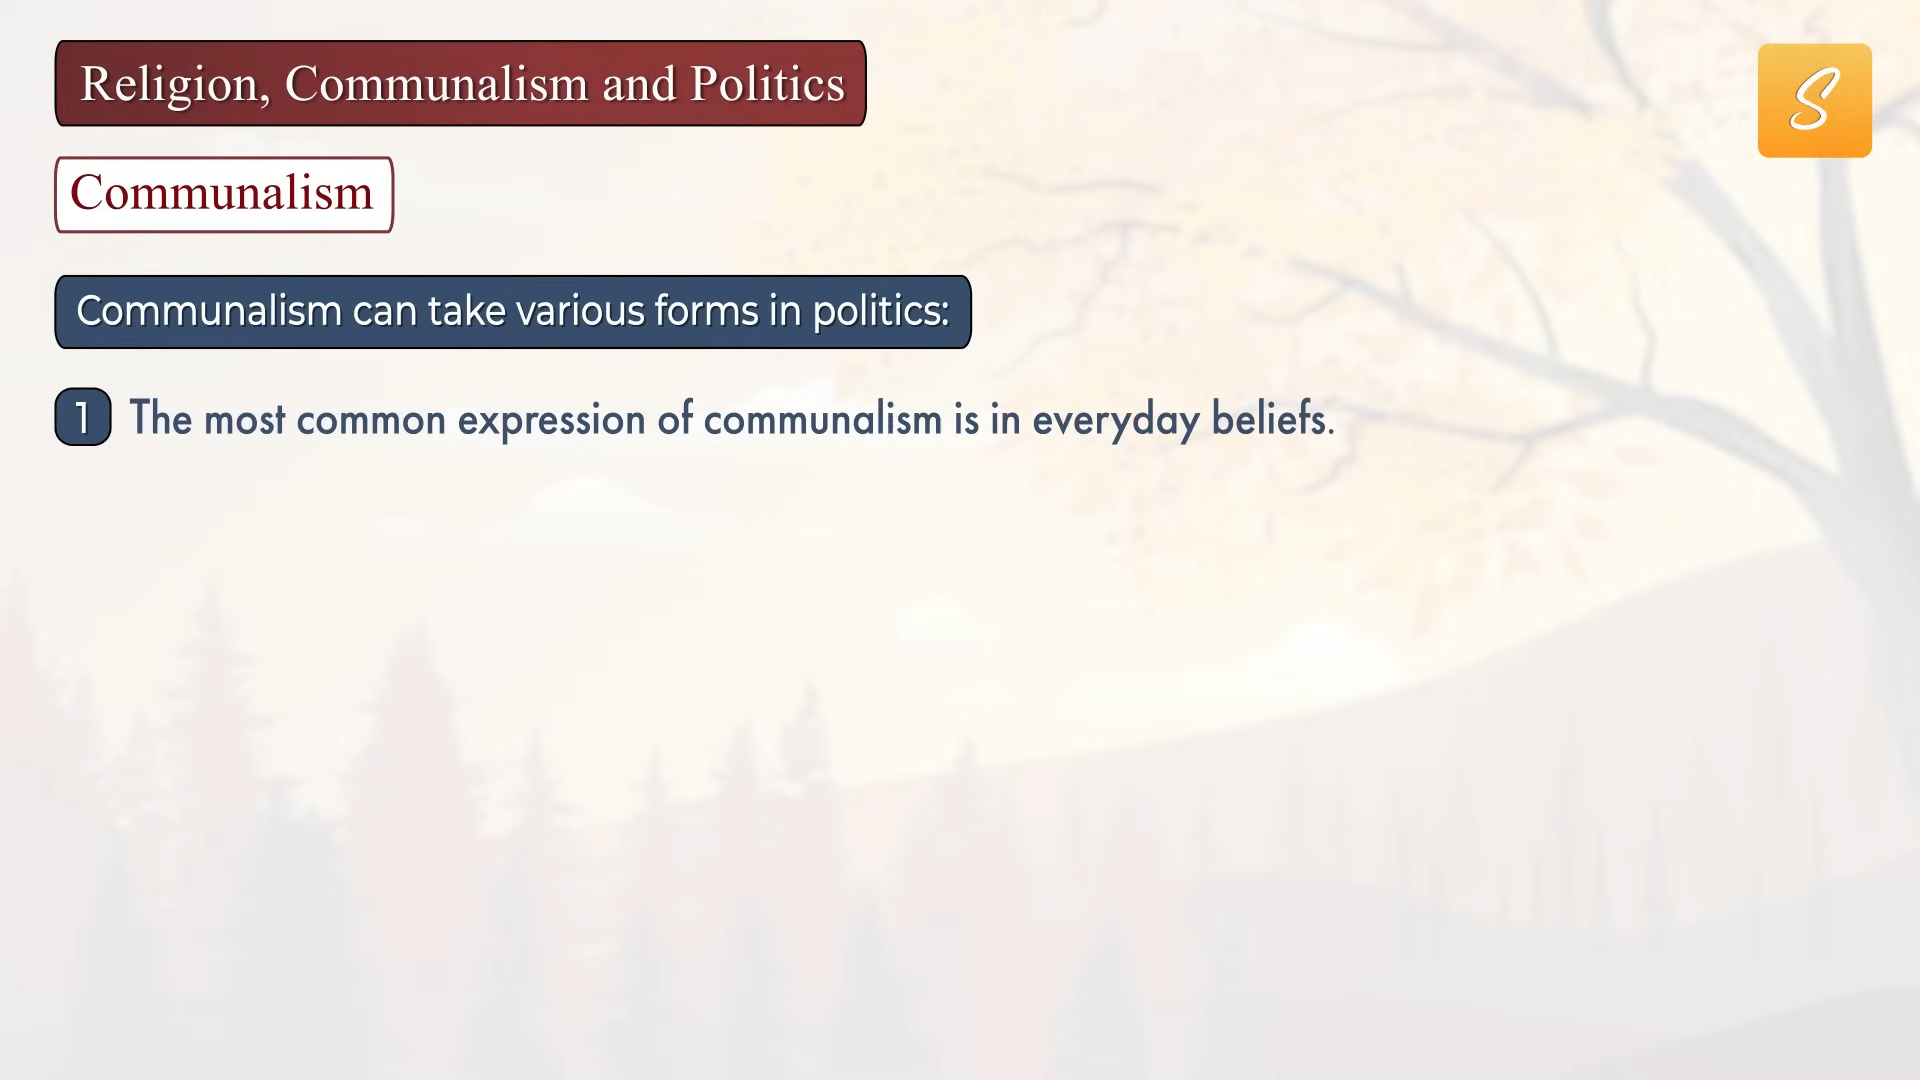 Religion, Communalism and Politics
S
Communalism
Communalism can take various forms in politics:
1 The most common expression of communalism is in everyday beliefs.